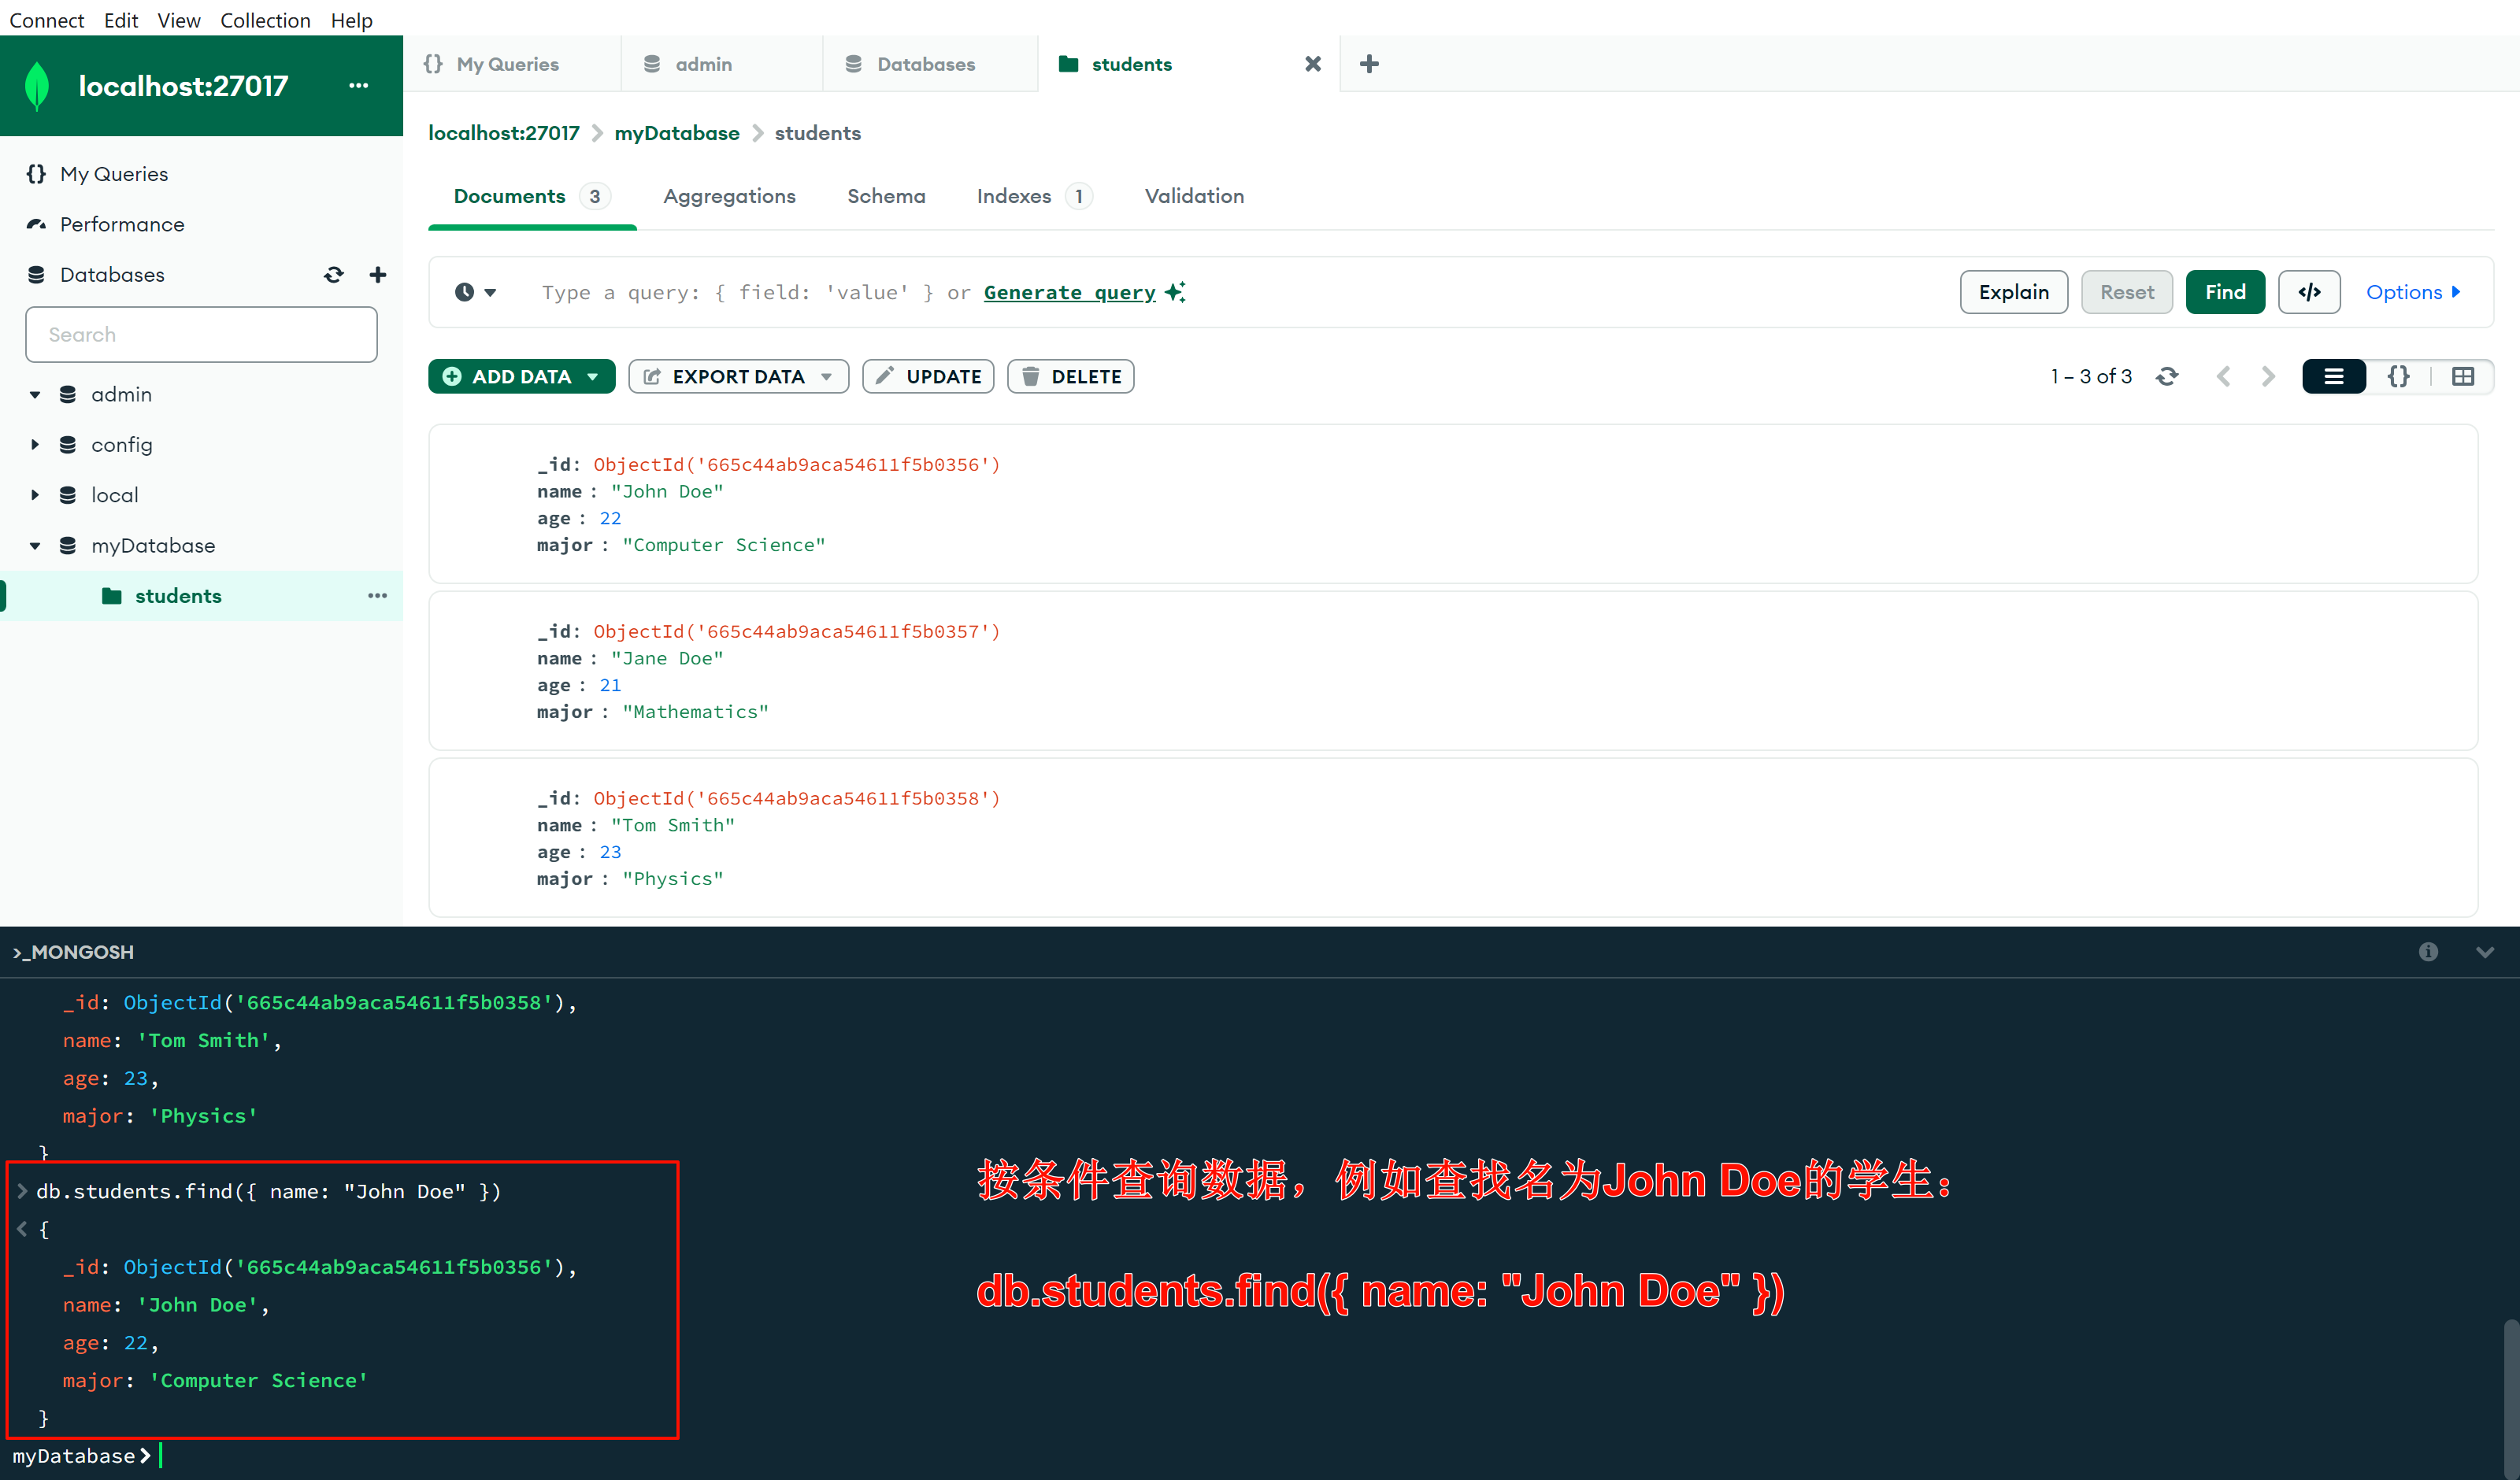 Connect Edit View Collection Help
localhost:27017
My Queries admin Databases students
localhost:27017 > myDatabase > students
My Queries
Performance
Databases
Search
admin
config
local
myDatabase
students
Documents 3 Aggregations Schema Indexes 1 Validation
Type a query: { field: 'value' } or Generate query
Explain Reset Find </> Options
ADD DATA EXPORT DATA UPDATE DELETE
1 – 3 of 3
_id: ObjectId('665c44ab9aca54611f5b0356')
name : "John Doe"
age : 22
major : "Computer Science"
_id: ObjectId('665c44ab9aca54611f5b0357')
name : "Jane Doe"
age : 21
major : "Mathematics"
_id: ObjectId('665c44ab9aca54611f5b0358')
name : "Tom Smith"
age : 23
major : "Physics"
>_MONGOSH
_id: ObjectId('665c44ab9aca54611f5b0358'),
name: 'Tom Smith',
age: 23,
major: 'Physics'
}
> db.students.find({ name: "John Doe" })
< {
_id: ObjectId('665c44ab9aca54611f5b0356'),
name: 'John Doe',
age: 22,
major: 'Computer Science'
}
myDatabase>
按条件查询数据，例如查找名为John Doe的学生：
db.students.find({ name: "John Doe" })